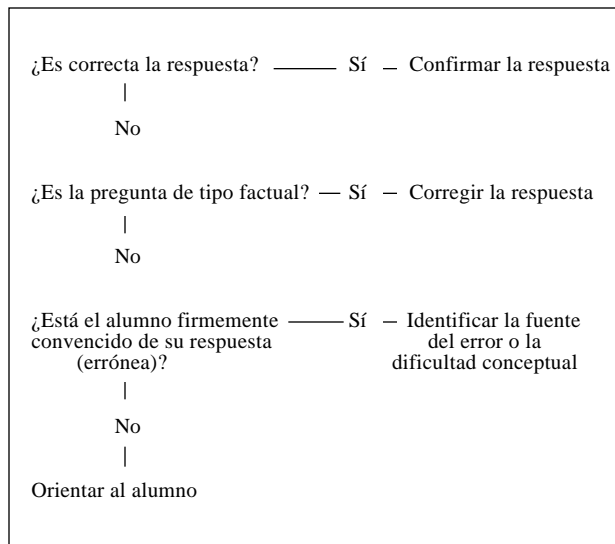 ¿Es correcta la respuesta? Sí Confirmar la respuesta
No
¿Es la pregunta de tipo factual? Sí Corregir la respuesta
No
¿Está el alumno firmemente Sí Identificar la fuente
convencido de su respuesta del error o la
(errónea)? dificultad conceptual
No
Orientar al alumno